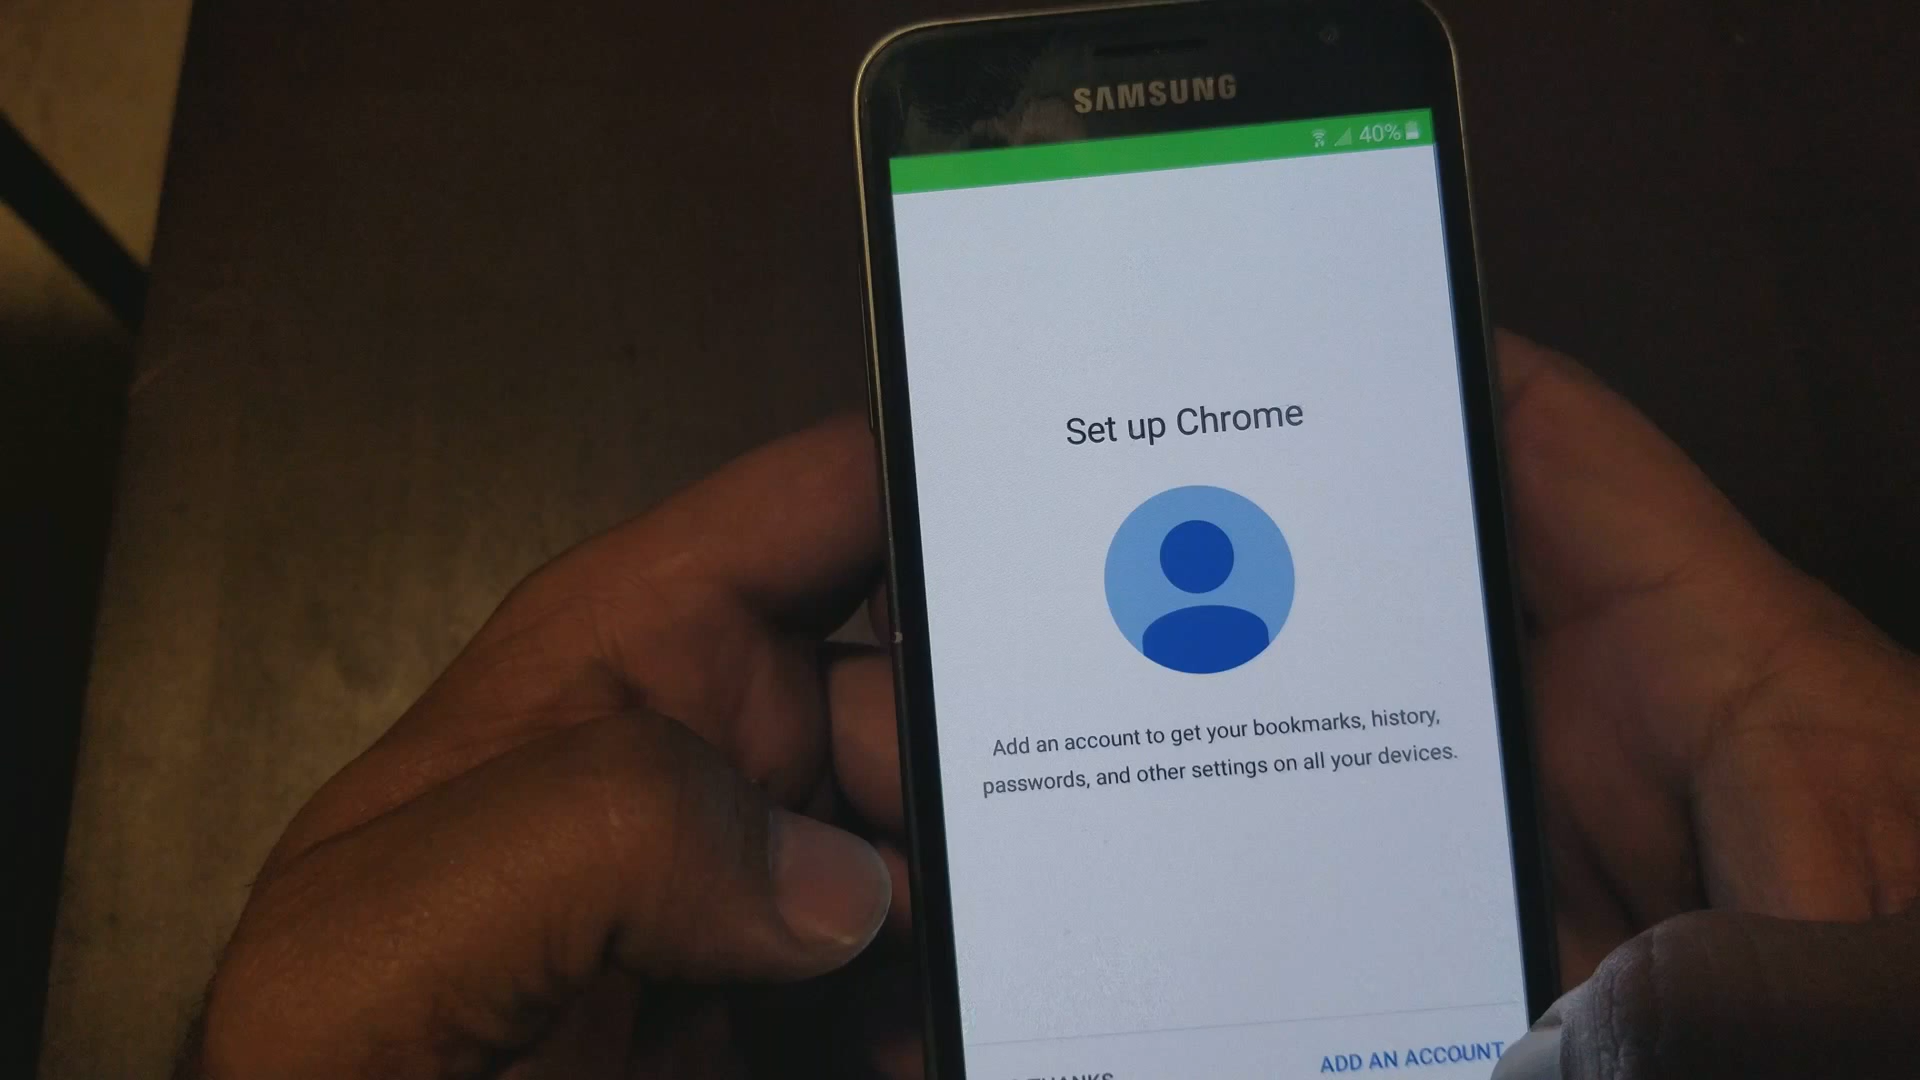 SAMSUNG
40%
Set up Chrome
Add an account to get your bookmarks, history,
passwords, and other settings on all your devices.
THANKS
ADD AN ACCOUNT